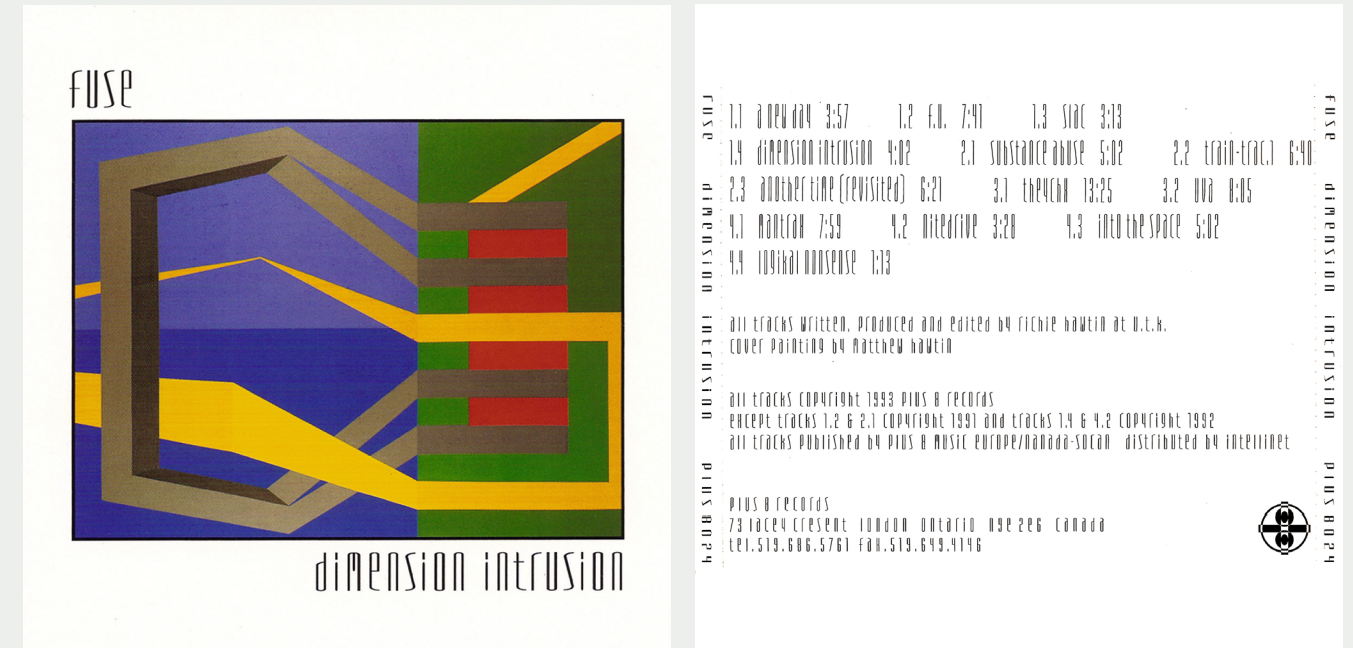 fuse
dimension intrusion
1.1 a new day 3:57 1.2 f.u. 7:41 1.3 slac 3:13
1.4 dimension intrusion 4:02 2.1 substance abuse 5:02 2.2 train-trac.1 6:40
2.3 another time (revisited) 6:21 3.1 theychx 13:25 3.2 uva 8:05
4.1 mantrax 7:59 4.2 nitedrive 3:28 4.3 into the space 5:02
4.4 logikal nonsense 1:13
all tracks written, produced and edited by richie hawtin at u.t.k.
cover painting by matthew hawtin
all tracks copyright 1993 plus 8 records
except tracks 1.2 & 2.1 copyright 1991 and tracks 1.4 & 4.2 copyright 1992
all tracks published by plus 8 music europe/nanada-socan distributed by intellinet
plus 8 records
73 lacey cresent london ontario n9e 2e6 canada
tel.519.686.5761 fax.519.649.4146
fuse dimension intrusion plus 8024
fuse dimension intrusion plus 8024